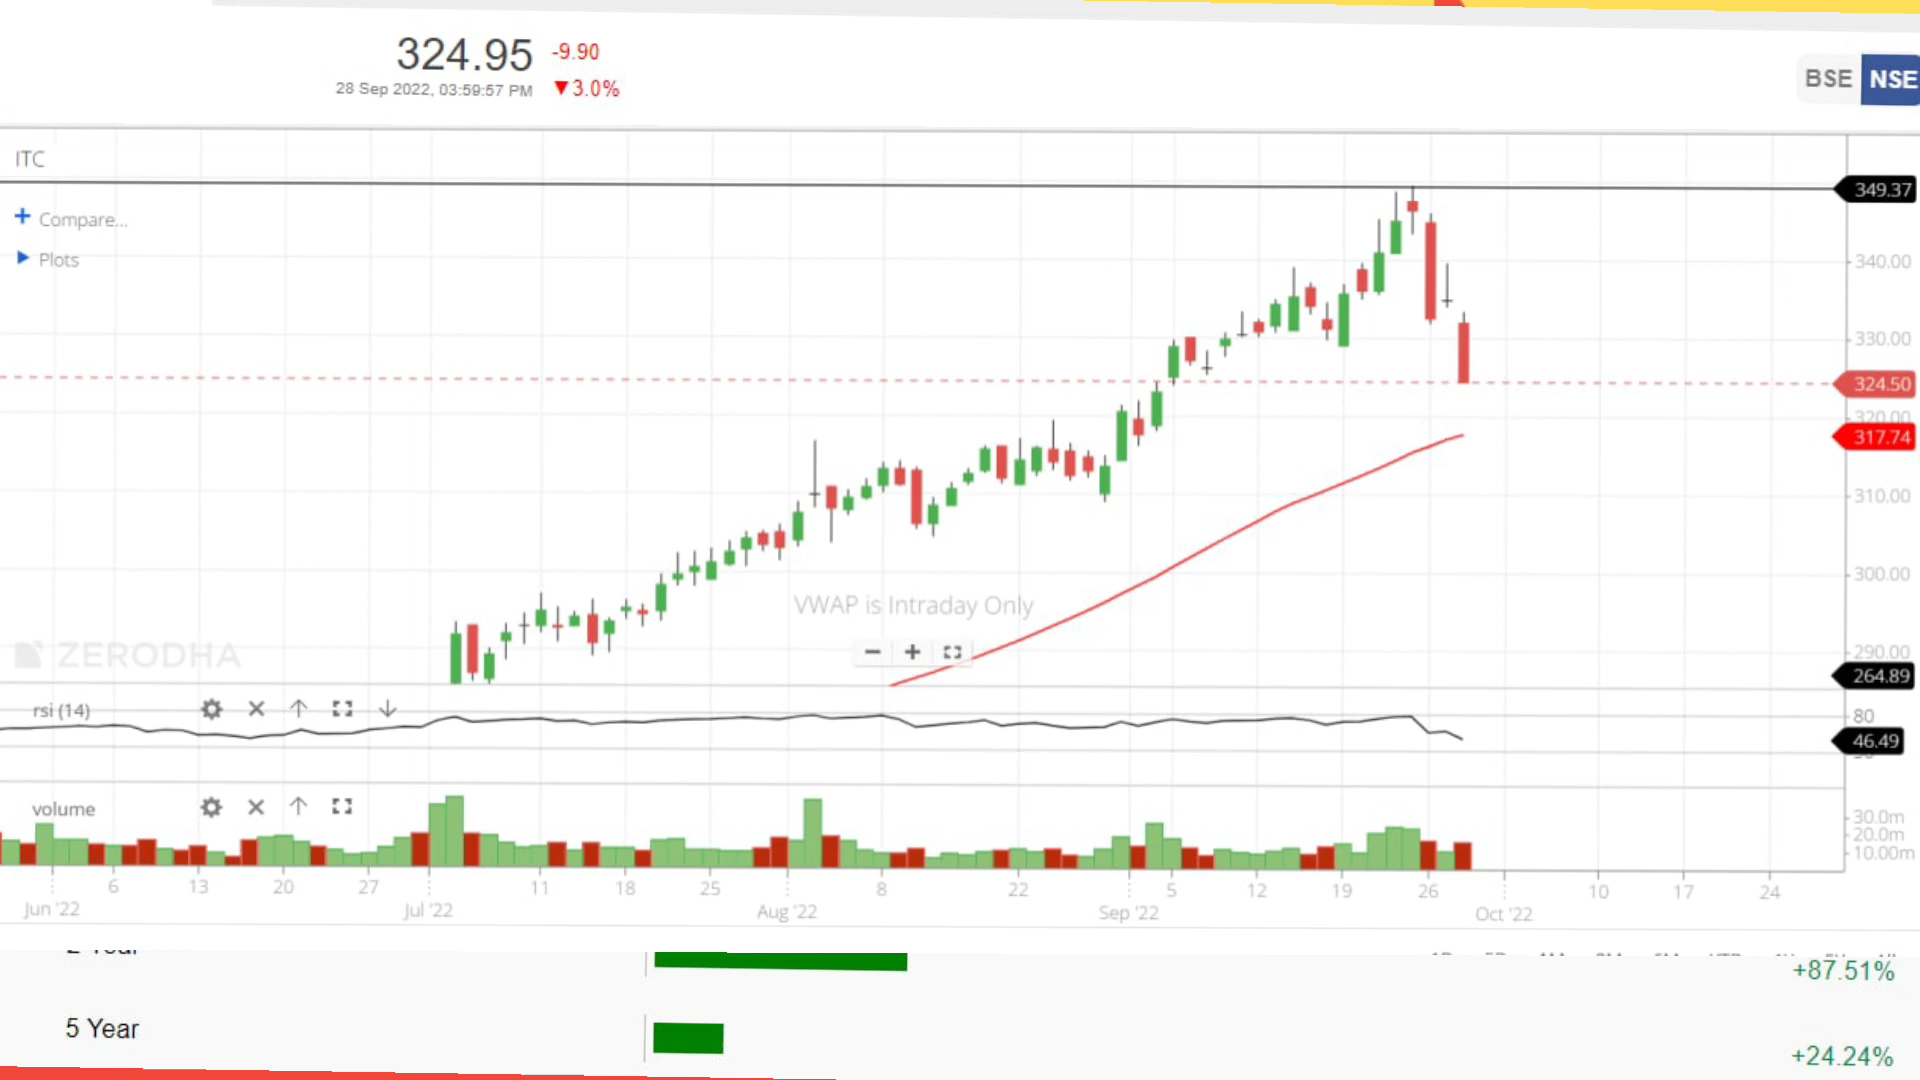 324.95 -9.90
28 Sep 2022, 03:59:57 PM ▼3.0%
BSE NSE
ITC
349.37
+ Compare...
Plots
340.00
330.00
324.50
320.00
317.74
310.00
300.00
VWAP is Intraday Only
ZERODHA
290.00
264.89
rsi (14)
80
46.49
volume
30.0m
20.0m
10.00m
6 13 20 27 11 18 25 8 22 5 12 19 26 10 17 24
Jun '22 Jul '22 Aug '22 Sep '22 Oct '22
+87.51%
5 Year
+24.24%